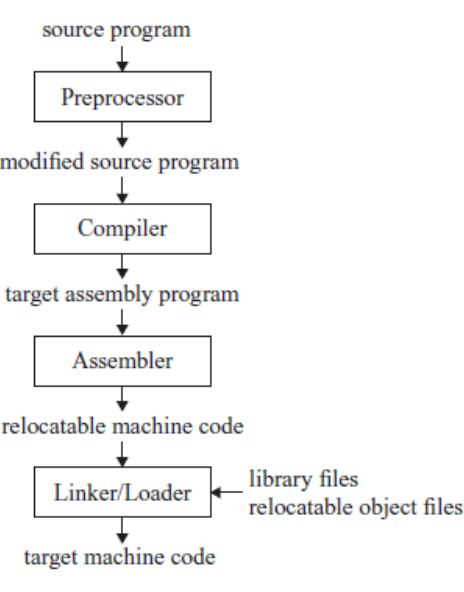 source program
Preprocessor
modified source program
Compiler
target assembly program
Assembler
relocatable machine code
Linker/Loader
library files
relocatable object files
target machine code